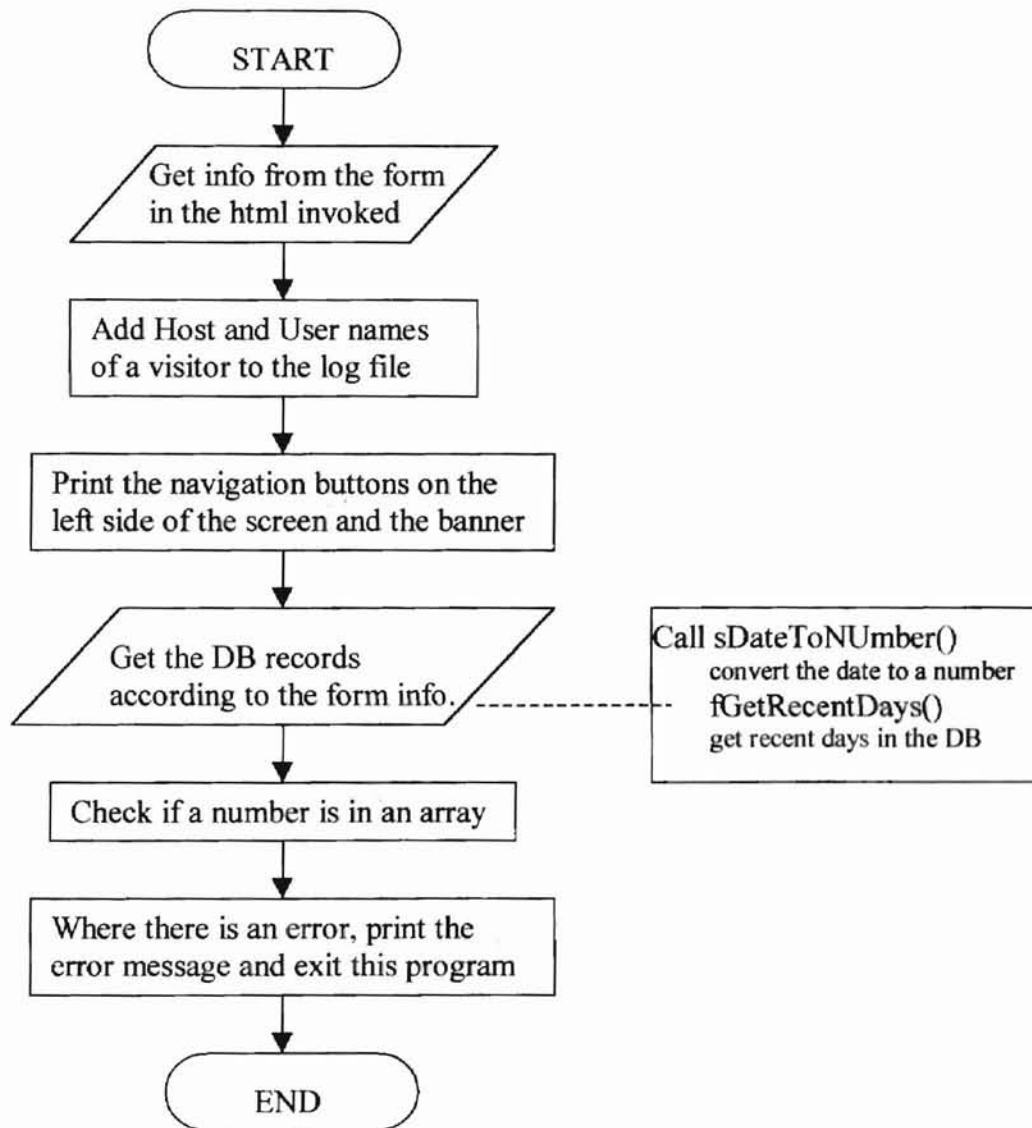 START
Get info from the form
in the html invoked
Add Host and User names
of a visitor to the log file
Print the navigation buttons on the
left side of the screen and the banner
Get the DB records
according to the form info.
Call sDateToNUmber()
convert the date to a number
fGetRecentDays()
get recent days in the DB
Check if a number is in an array
Where there is an error, print the
error message and exit this program
END